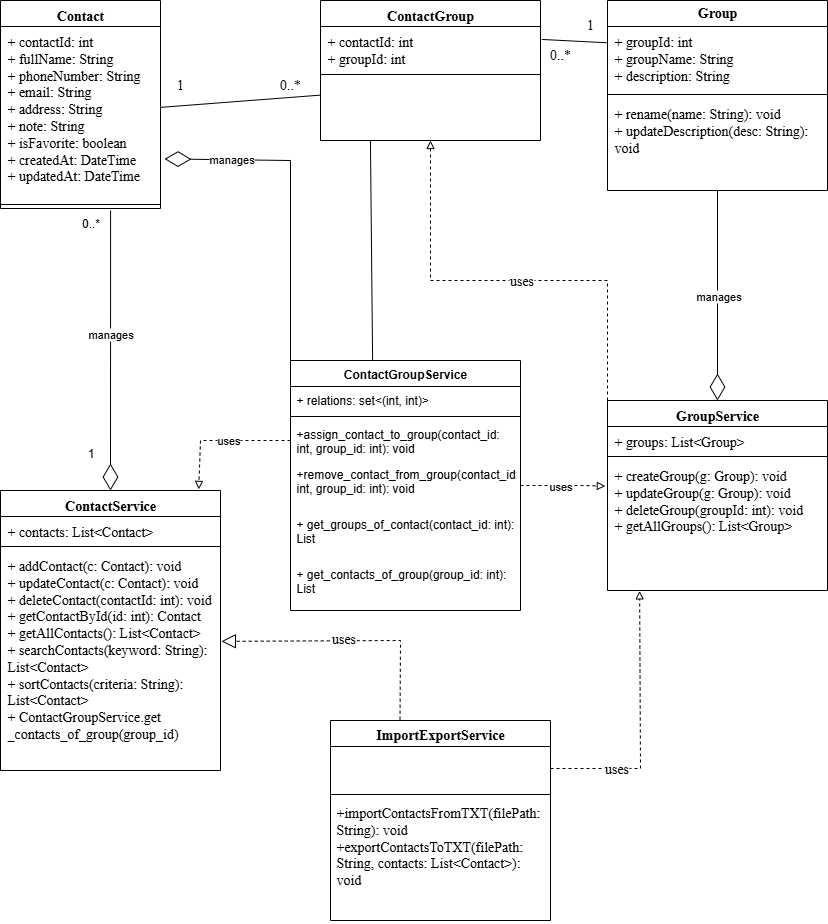 Contact
+ contactId: int
+ fullName: String
+ phoneNumber: String
+ email: String
+ address: String
+ note: String
+ isFavorite: boolean
+ createdAt: DateTime
+ updatedAt: DateTime
ContactGroup
+ contactId: int
+ groupId: int
Group
+ groupId: int
+ groupName: String
+ description: String
+ rename(name: String): void
+ updateDescription(desc: String):
void
1
0..*
1
0..*
manages
0..*
manages
1
uses
manages
ContactGroupService
+ relations: set<(int, int)>
+assign_contact_to_group(contact_id:
int, group_id: int): void
+remove_contact_from_group(contact_id
int, group_id: int): void
+ get_groups_of_contact(contact_id: int):
List
+ get_contacts_of_group(group_id: int):
List
uses
uses
GroupService
+ groups: List<Group>
+ createGroup(g: Group): void
+ updateGroup(g: Group): void
+ deleteGroup(groupId: int): void
+ getAllGroups(): List<Group>
ContactService
+ contacts: List<Contact>
+ addContact(c: Contact): void
+ updateContact(c: Contact): void
+ deleteContact(contactId: int): void
+ getContactById(id: int): Contact
+ getAllContacts(): List<Contact>
+ searchContacts(keyword: String):
List<Contact>
+ sortContacts(criteria: String):
List<Contact>
+ ContactGroupService.get
_contacts_of_group(group_id)
uses
ImportExportService
+importContactsFromTXT(filePath:
String): void
+exportContactsToTXT(filePath:
String, contacts: List<Contact>):
void
uses